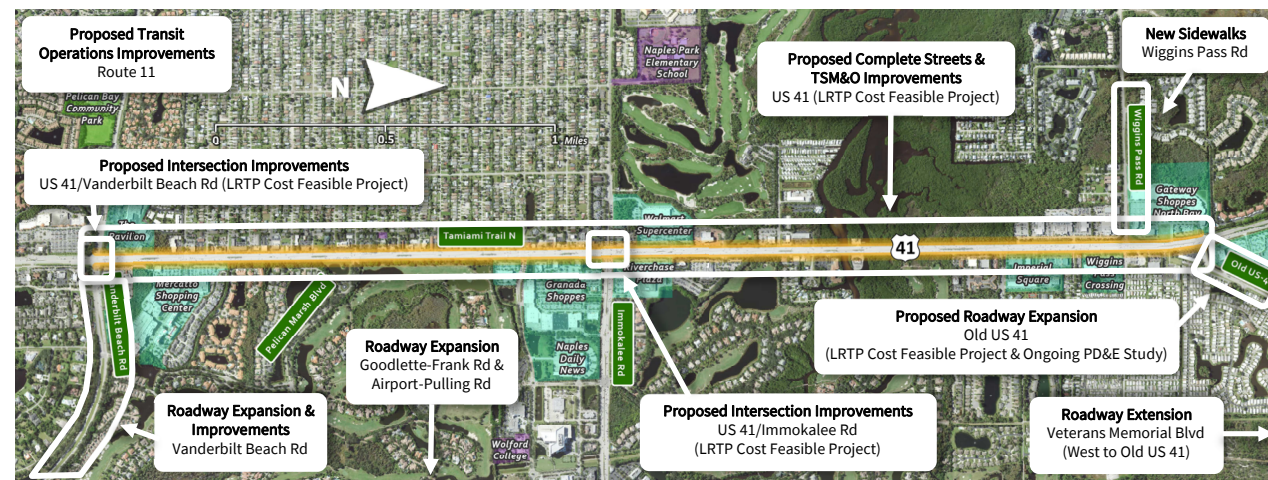 Proposed Transit
Operations Improvements
Route 11
Pelican Bay
Community
Park
N
0
0.5
1 Miles
Naples Park
Elementary
School
Proposed Complete Streets &
TSM&O Improvements
US 41 (LRTP Cost Feasible Project)
New Sidewalks
Wiggins Pass Rd
Wiggins Pass Rd
Gateway
Shoppes
North Bay
Proposed Intersection Improvements
US 41/Vanderbilt Beach Rd (LRTP Cost Feasible Project)
Pavilion
Tamiami Trail N
Walmart
Supercenter
41
Old US-4
Mercato
Shopping
Center
Vanderbilt Beach Rd
Pelican Marsh Blvd
Granada
Shoppes
Riverchase
Plaza
Immokalee Rd
Naples
Daily
News
Imperial
Square
Wiggins
Pass
Crossing
Proposed Roadway Expansion
Old US 41
(LRTP Cost Feasible Project & Ongoing PD&E Study)
Roadway Expansion
Goodlette-Frank Rd &
Airport-Pulling Rd
Roadway Expansion &
Improvements
Vanderbilt Beach Rd
Wolford
College
Proposed Intersection Improvements
US 41/Immokalee Rd
(LRTP Cost Feasible Project)
Roadway Extension
Veterans Memorial Blvd
(West to Old US 41)